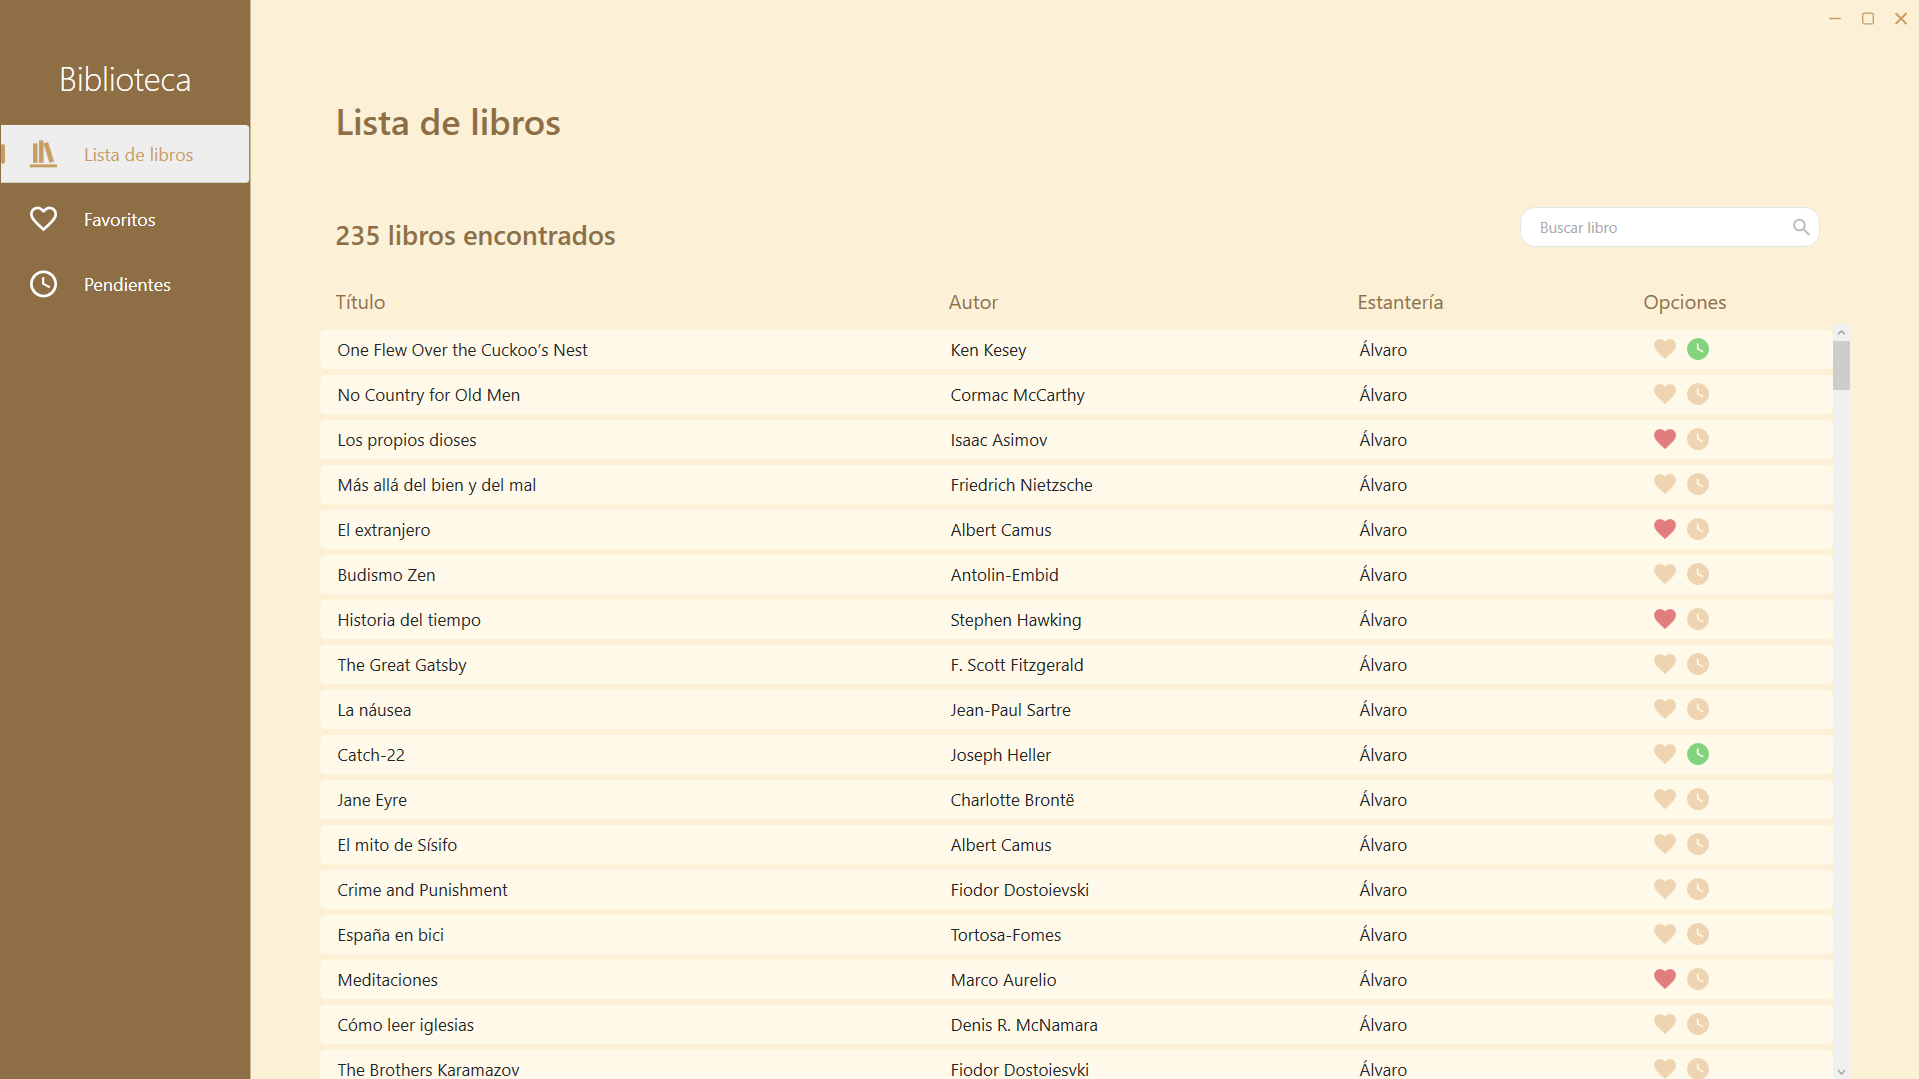 Biblioteca
Lista de libros
Favoritos
Pendientes
Lista de libros
235 libros encontrados
Buscar libro
Título Autor Estantería Opciones
One Flew Over the Cuckoo's Nest Ken Kesey Álvaro
No Country for Old Men Cormac McCarthy Álvaro
Los propios dioses Isaac Asimov Álvaro
Más allá del bien y del mal Friedrich Nietzsche Álvaro
El extranjero Albert Camus Álvaro
Budismo Zen Antolin-Embid Álvaro
Historia del tiempo Stephen Hawking Álvaro
The Great Gatsby F. Scott Fitzgerald Álvaro
La náusea Jean-Paul Sartre Álvaro
Catch-22 Joseph Heller Álvaro
Jane Eyre Charlotte Brontë Álvaro
El mito de Sísifo Albert Camus Álvaro
Crime and Punishment Fiodor Dostoievski Álvaro
España en bici Tortosa-Fomes Álvaro
Meditaciones Marco Aurelio Álvaro
Cómo leer iglesias Denis R. McNamara Álvaro
The Brothers Karamazov Fiodor Dostoiesvki Álvaro